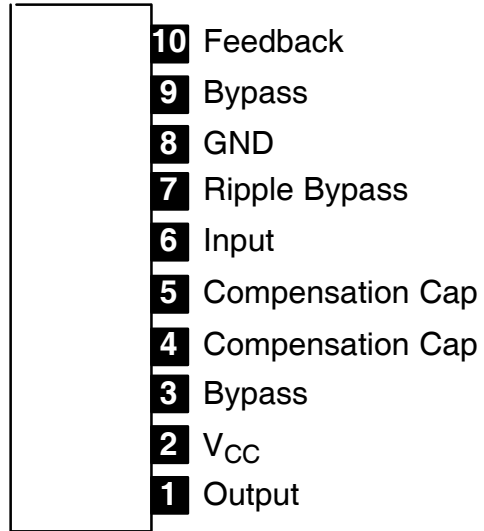 10 Feedback
9 Bypass
8 GND
7 Ripple Bypass
6 Input
5 Compensation Cap
4 Compensation Cap
3 Bypass
2 VCC
1 Output